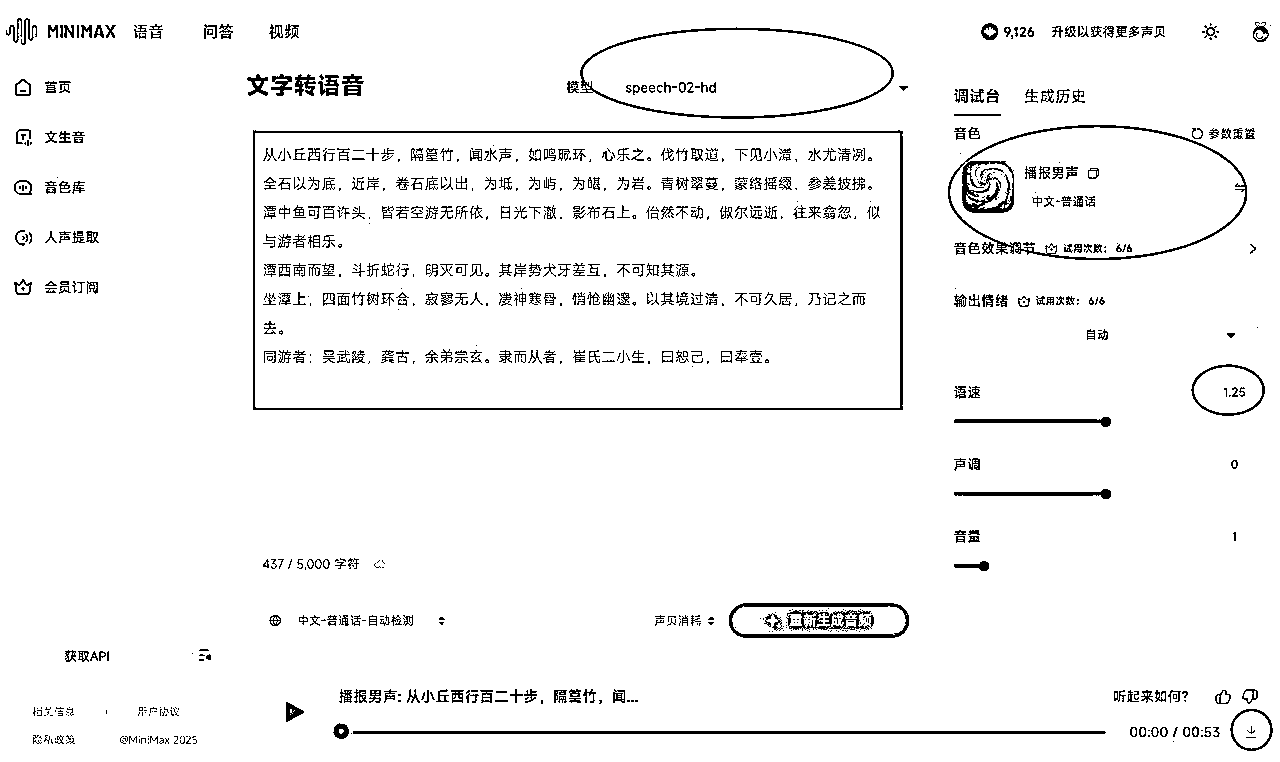 MINIMAX 语音 问答 视频
9,126 升级以获得更多声贝
首页
文生音
音色库
人声提取
会员订阅
文字转语音
模型 speech-02-hd
从小丘西行百二十步，隔篁竹，闻水声，如鸣珮环，心乐之。伐竹取道，下见小潭，水尤清冽。
全石以为底，近岸，卷石底以出，为坻，为屿，为嵁，为岩。青树翠蔓，蒙络摇缀，参差披拂。
潭中鱼可百许头，皆若空游无所依，日光下澈，影布石上。佁然不动，俶尔远逝，往来翕忽，似
与游者相乐。
潭西南而望，斗折蛇行，明灭可见。其岸势犬牙差互，不可知其源。
坐潭上，四面竹树环合，寂寥无人，凄神寒骨，悄怆幽邃。以其境过清，不可久居，乃记之而
去。
同游者：吴武陵，龚古，余弟宗玄。隶而从者，崔氏二小生，曰恕己，曰奉壹。
437 / 5,000 字符
中文-普通话-自动检测
声贝消耗
重新生成音频
调试台 生成历史
音色 参数重置
播报男声
中文-普通话
音色效果调节 试用次数： 6/6
输出情绪 试用次数： 6/6
自动
语速 1.25
声调 0
音量 1
获取API
相关信息 用户协议
隐私政策 @MiniMax 2025
播报男声: 从小丘西行百二十步，隔篁竹，闻...
听起来如何?
00:00 / 00:53